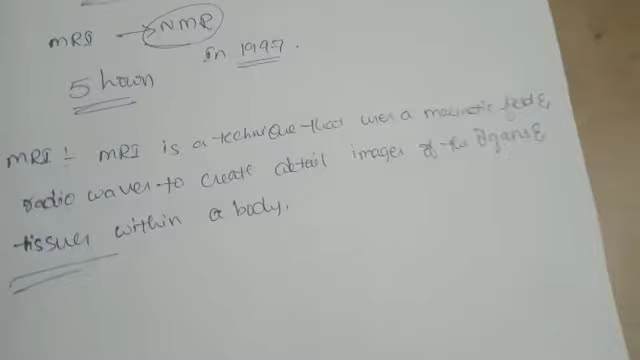 MRI → NMR
In 1997.
5 hours
MRI : MRI is a technique that uses a magnetic field &
radio waves to create detail images of the organs &
tissues within a body.